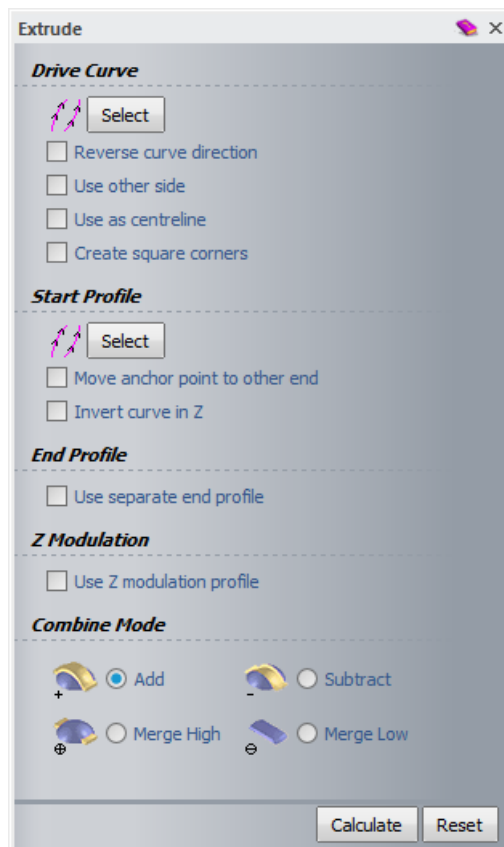 Extrude
Drive Curve
Select
Reverse curve direction
Use other side
Use as centreline
Create square corners
Start Profile
Select
Move anchor point to other end
Invert curve in Z
End Profile
Use separate end profile
Z Modulation
Use Z modulation profile
Combine Mode
Add Subtract
Merge High Merge Low
Calculate Reset